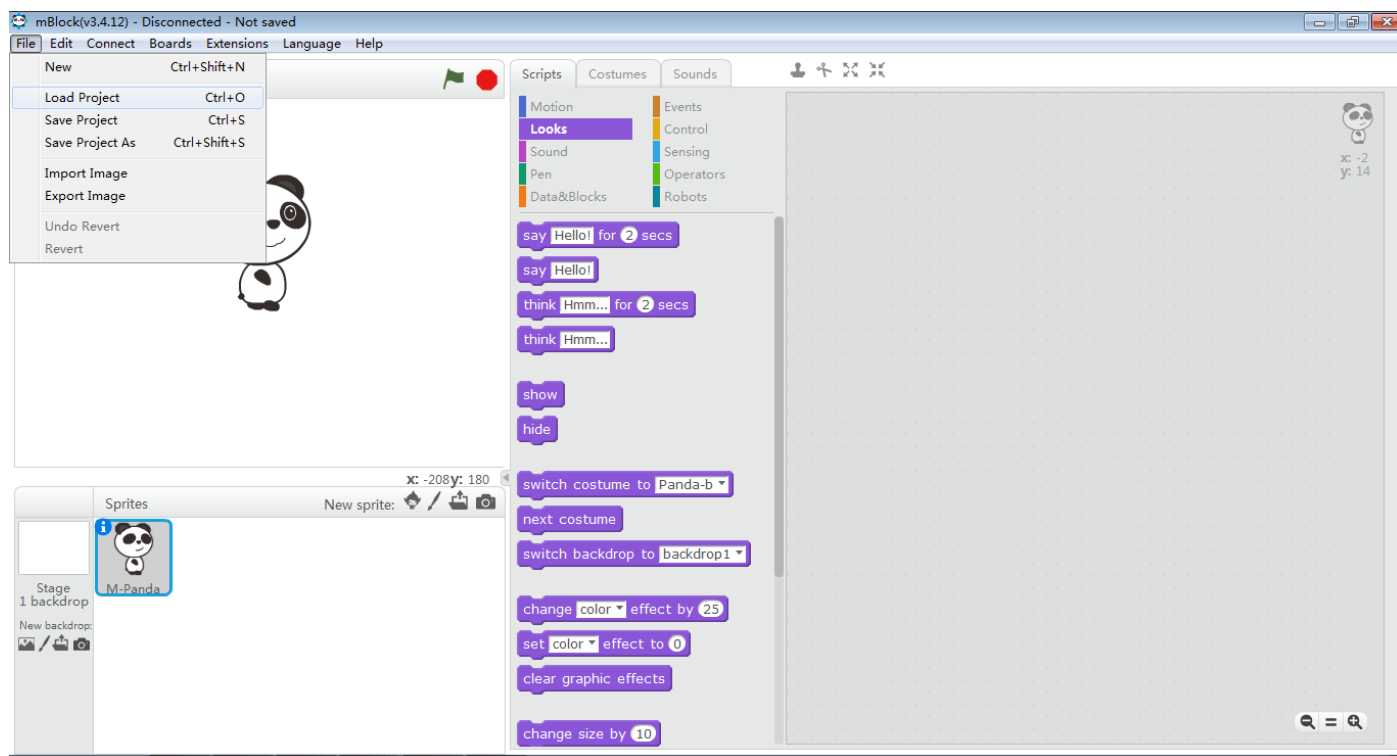 mBlock(v3.4.12) - Disconnected - Not saved
File Edit Connect Boards Extensions Language Help
New Ctrl+Shift+N
Load Project Ctrl+O
Save Project Ctrl+S
Save Project As Ctrl+Shift+S
Import Image
Export Image
Undo Revert
Revert
x: -208 y: 180
Sprites New sprite:
Stage
1 backdrop
New backdrop:
M-Panda
Scripts Costumes Sounds
Motion Events
Looks Control
Sound Sensing
Pen Operators
Data&Blocks Robots
say Hello! for 2 secs
say Hello!
think Hmm... for 2 secs
think Hmm...
show
hide
switch costume to Panda-b
next costume
switch backdrop to backdrop1
change color effect by 25
set color effect to 0
clear graphic effects
change size by 10
x: -2
y: 14